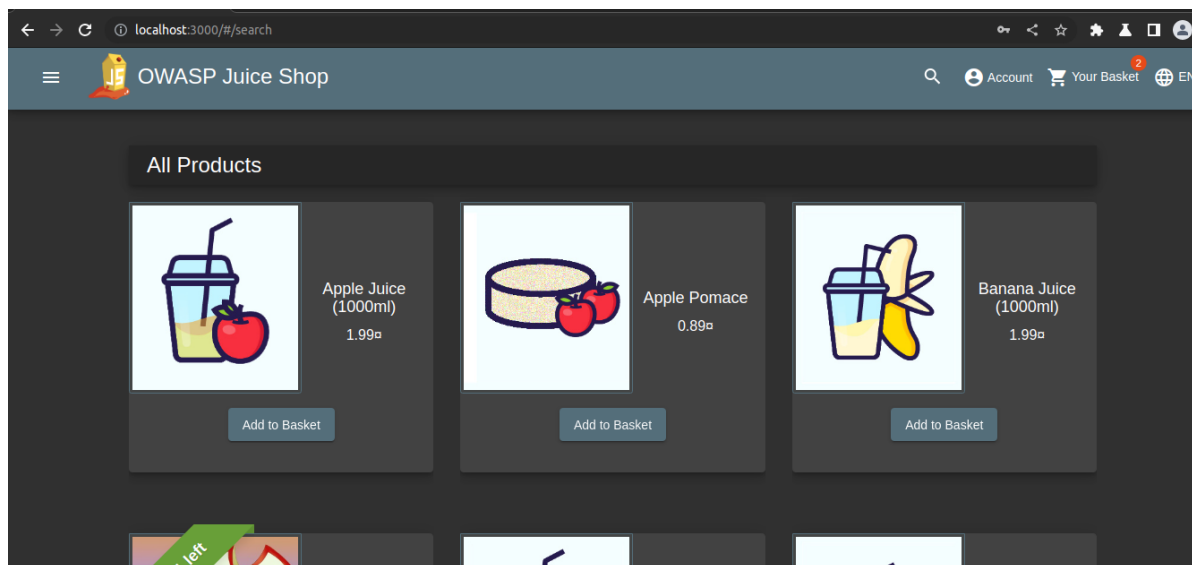 localhost:3000/#/search
JS
OWASP Juice Shop
Account
Your Basket
2
EN
All Products
Apple Juice
(1000ml)
1.99¤
Apple Pomace
0.89¤
Banana Juice
(1000ml)
1.99¤
Add to Basket
Add to Basket
Add to Basket
left